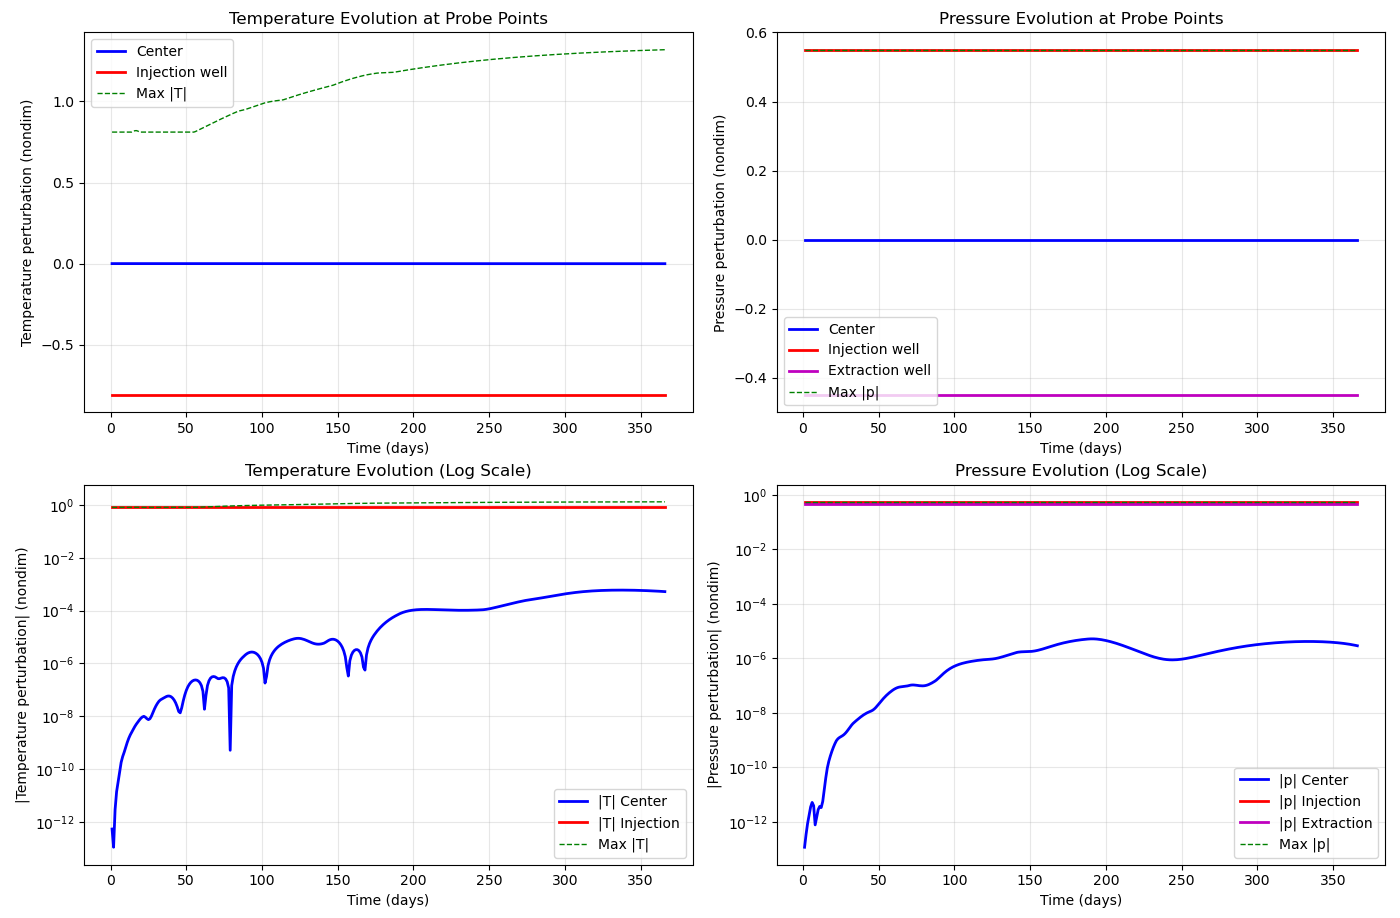 Temperature Evolution at Probe Points
Temperature perturbation (nondim)
1.0
0.5
0.0
−0.5
Center
Injection well
Max |T|
0 50 100 150 200 250 300 350
Time (days)
Pressure Evolution at Probe Points
Pressure perturbation (nondim)
0.6
0.4
0.2
0.0
−0.2
−0.4
Center
Injection well
Extraction well
Max |p|
0 50 100 150 200 250 300 350
Time (days)
Temperature Evolution (Log Scale)
|Temperature perturbation| (nondim)
10⁰
10⁻²
10⁻⁴
10⁻⁶
10⁻⁸
10⁻¹⁰
10⁻¹²
|T| Center
|T| Injection
Max |T|
0 50 100 150 200 250 300 350
Time (days)
Pressure Evolution (Log Scale)
|Pressure perturbation| (nondim)
10⁰
10⁻²
10⁻⁴
10⁻⁶
10⁻⁸
10⁻¹⁰
10⁻¹²
|p| Center
|p| Injection
|p| Extraction
Max |p|
0 50 100 150 200 250 300 350
Time (days)